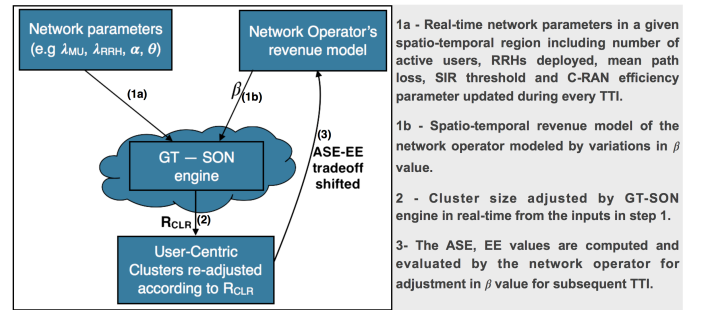 Network parameters
(e.g λMU, λRRH, α, θ)
Network Operator's
revenue model
(1a)
β
(1b)
(3)
ASE-EE
tradeoff
shifted
GT – SON
engine
RCLR
(2)
User-Centric
Clusters re-adjusted
according to RCLR
1a - Real-time network parameters in a given
spatio-temporal region including number of
active users, RRHs deployed, mean path
loss, SIR threshold and C-RAN efficiency
parameter updated during every TTI.
1b - Spatio-temporal revenue model of the
network operator modeled by variations in β
value.
2 - Cluster size adjusted by GT-SON
engine in real-time from the inputs in step 1.
3- The ASE, EE values are computed and
evaluated by the network operator for
adjustment in β value for subsequent TTI.